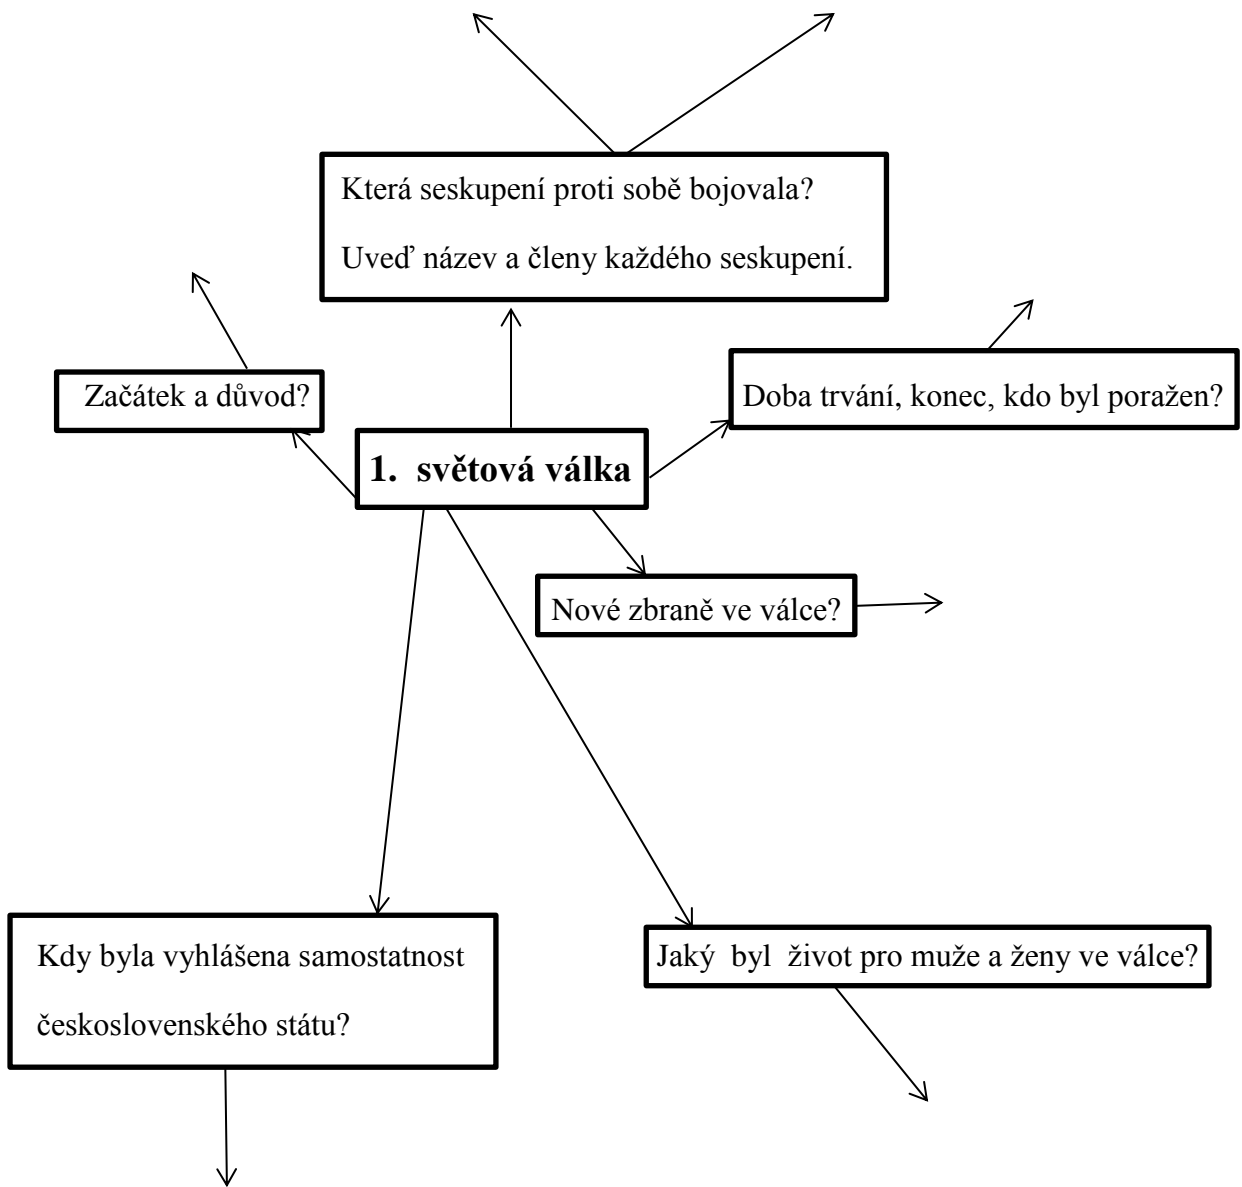 Která seskupení proti sobě bojovala?
Uveď název a členy každého seskupení.
Začátek a důvod?
Doba trvání, konec, kdo byl poražen?
1. světová válka
Nové zbraně ve válce?
Kdy byla vyhlášena samostatnost
československého státu?
Jaký byl život pro muže a ženy ve válce?